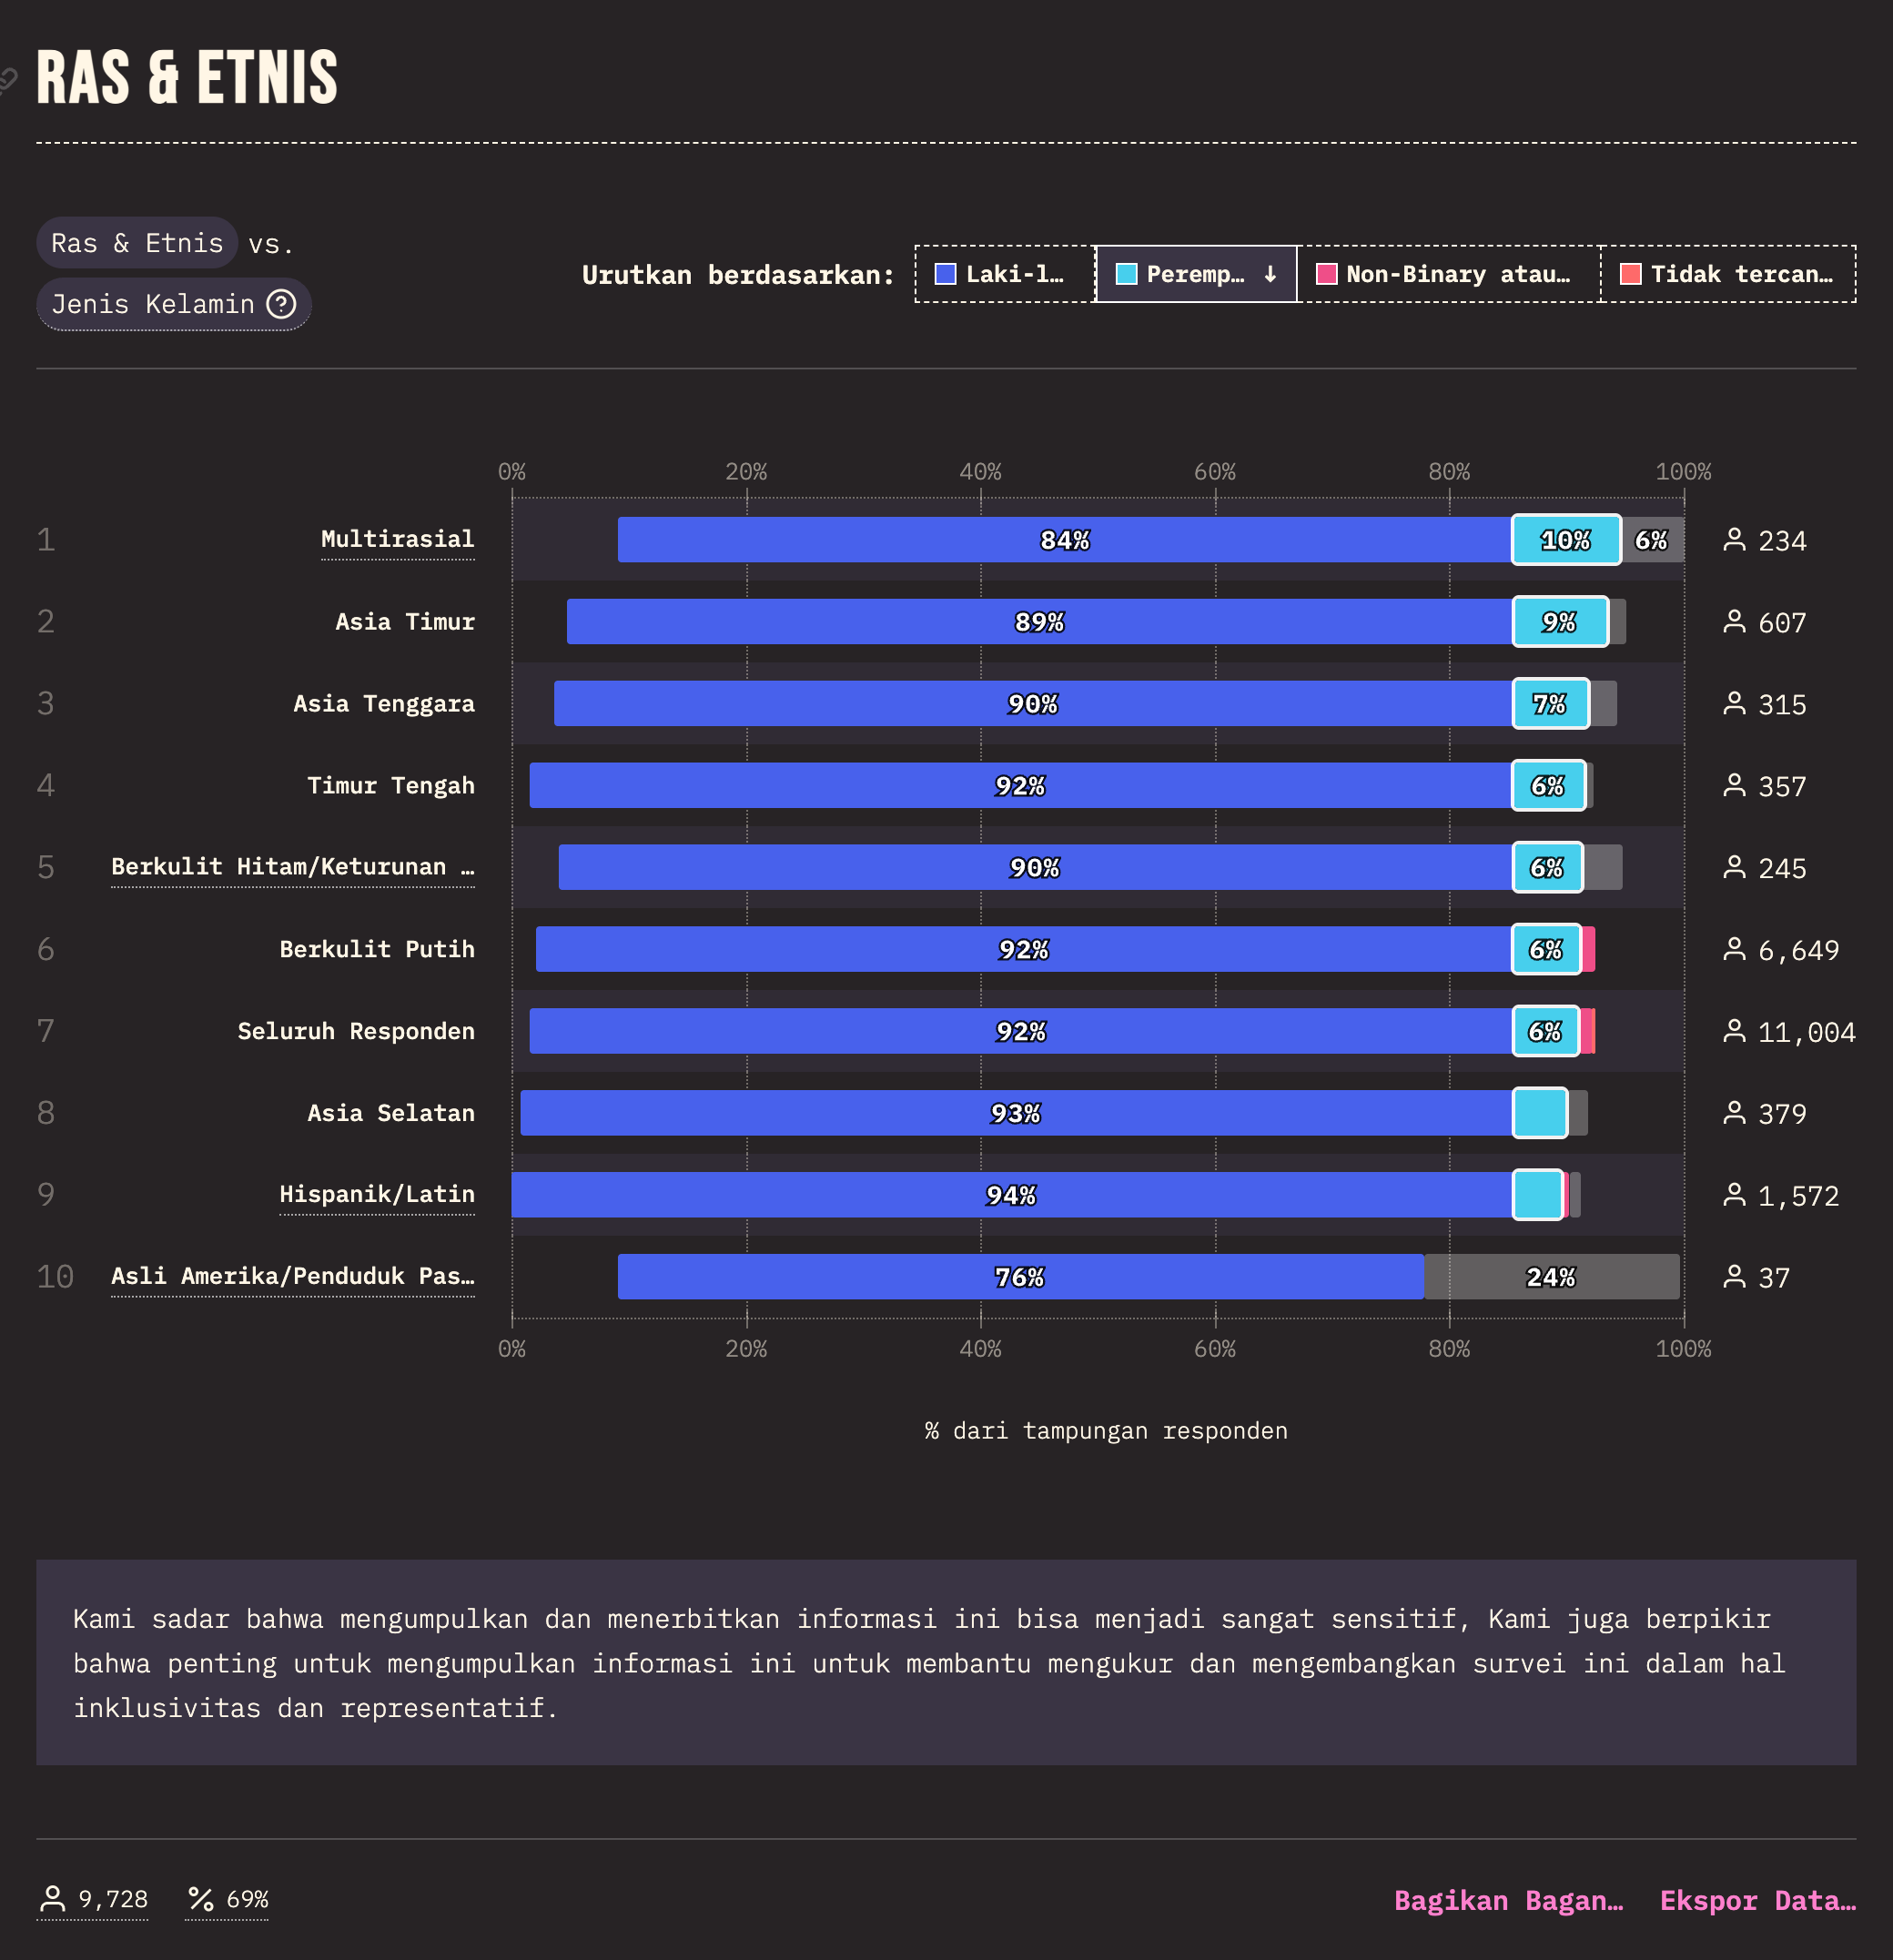 RAS & ETNIS
Ras & Etnis vs.
Jenis Kelamin
Urutkan berdasarkan: Laki-l… Peremp… ↓ Non-Binary atau… Tidak tercan…
0% 20% 40% 60% 80% 100%
1 Multirasial 84% 10% 6% 234
2 Asia Timur 89% 9% 607
3 Asia Tenggara 90% 7% 315
4 Timur Tengah 92% 6% 357
5 Berkulit Hitam/Keturunan … 90% 6% 245
6 Berkulit Putih 92% 6% 6,649
7 Seluruh Responden 92% 6% 11,004
8 Asia Selatan 93% 379
9 Hispanik/Latin 94% 1,572
10 Asli Amerika/Penduduk Pas… 76% 24% 37
0% 20% 40% 60% 80% 100%
% dari tampungan responden
Kami sadar bahwa mengumpulkan dan menerbitkan informasi ini bisa menjadi sangat sensitif, Kami juga berpikir
bahwa penting untuk mengumpulkan informasi ini untuk membantu mengukur dan mengembangkan survei ini dalam hal
inklusivitas dan representatif.
9,728 % 69% Bagikan Bagan… Ekspor Data…